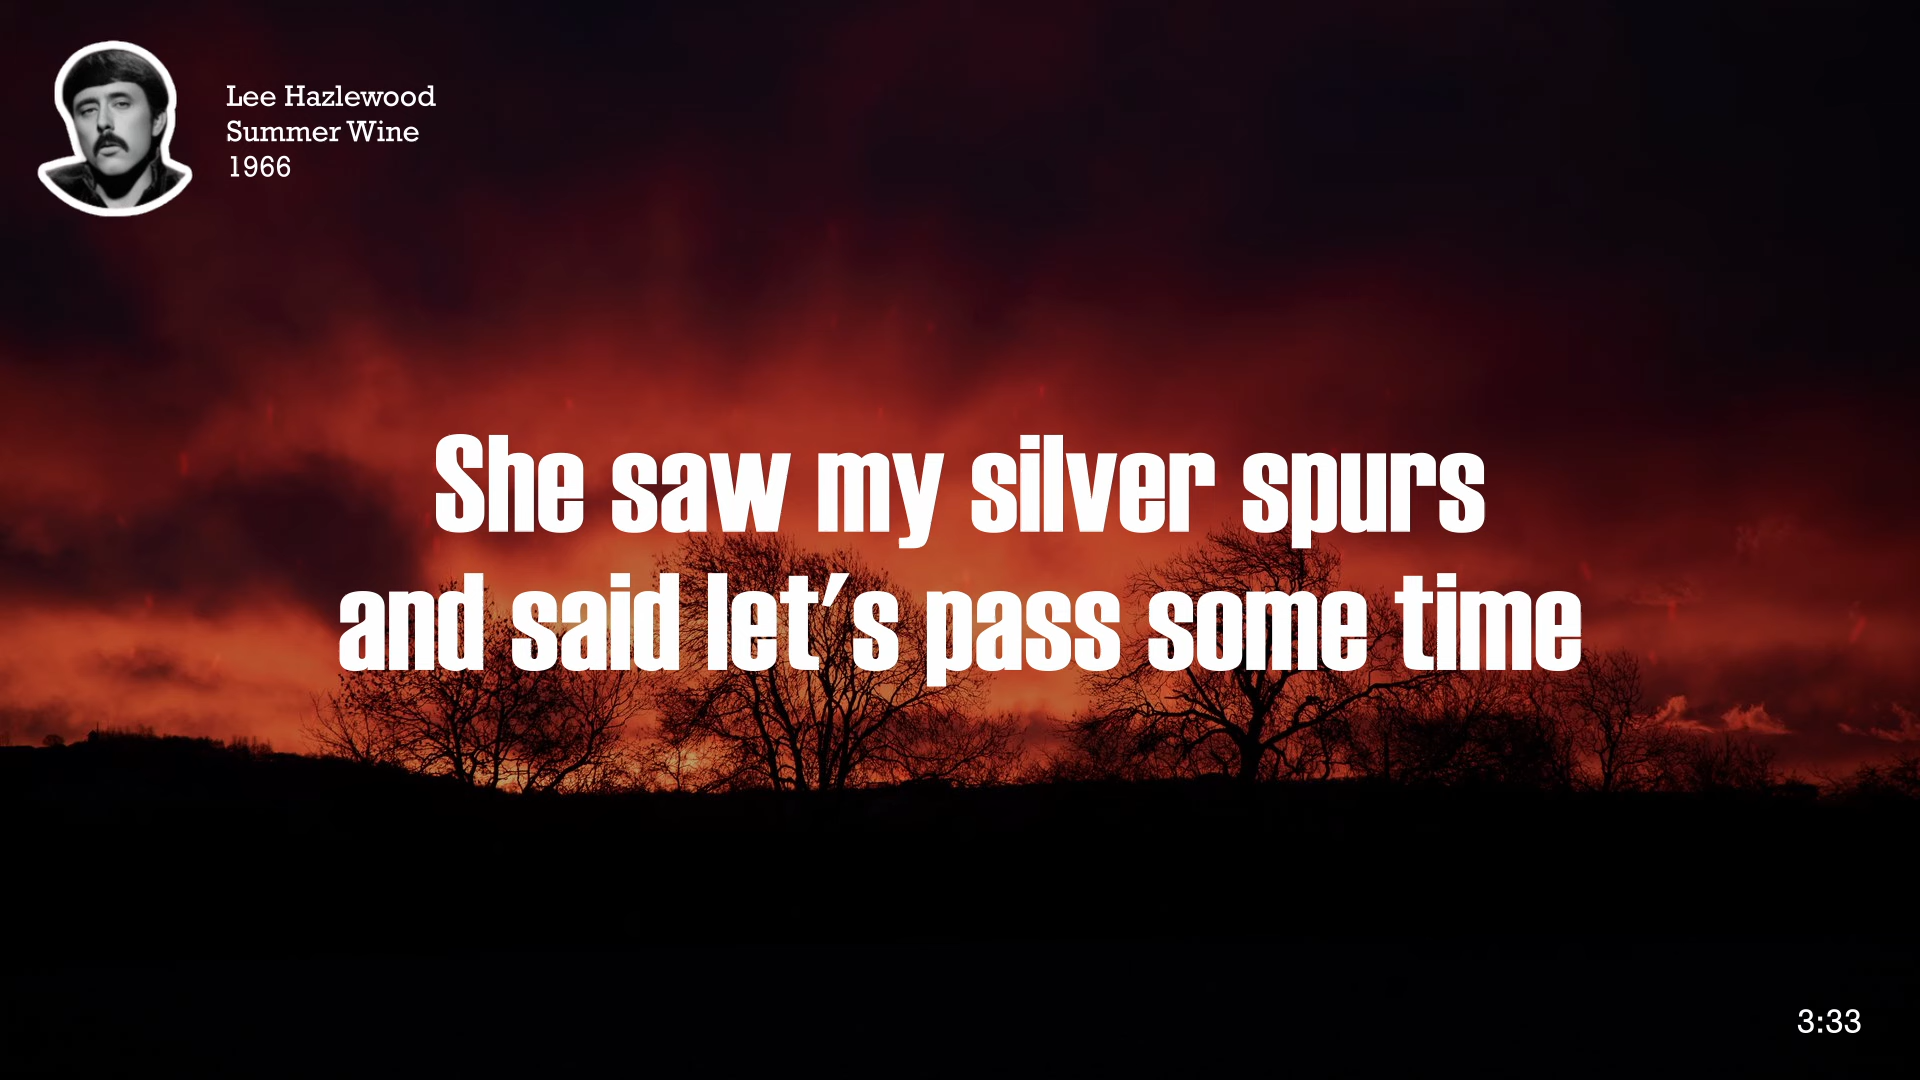 Lee Hazlewood
Summer Wine
1966
She saw my silver spurs
and said let's pass some time
3:33